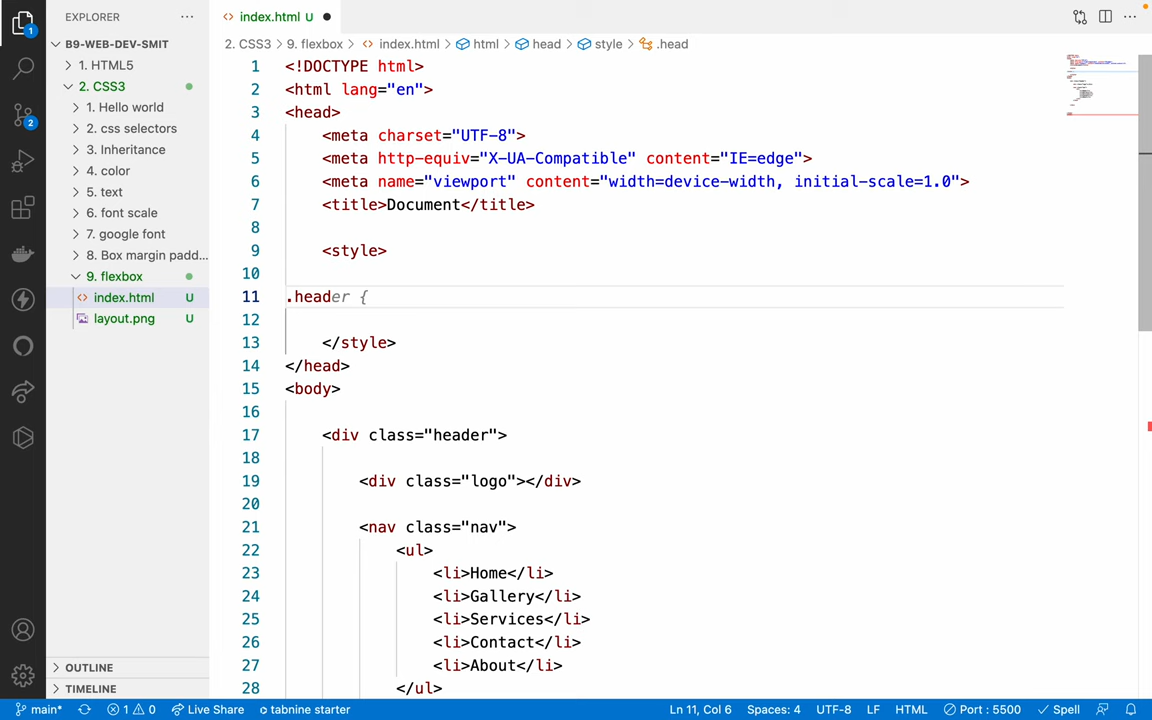 EXPLORER
index.html U
B9-WEB-DEV-SMIT
2. CSS3 > 9. flexbox > index.html > html > head > style > .head
1. HTML5
2. CSS3
1. Hello world
2. css selectors
3. Inheritance
4. color
5. text
6. font scale
7. google font
8. Box margin padd...
9. flexbox
index.html U
layout.png U
OUTLINE
TIMELINE
1
2
1 <!DOCTYPE html>
2 <html lang="en">
3 <head>
4 <meta charset="UTF-8">
5 <meta http-equiv="X-UA-Compatible" content="IE=edge">
6 <meta name="viewport" content="width=device-width, initial-scale=1.0">
7 <title>Document</title>
8
9 <style>
10
11 .header {
12
13 </style>
14 </head>
15 <body>
16
17 <div class="header">
18
19 <div class="logo"></div>
20
21 <nav class="nav">
22 <ul>
23 <li>Home</li>
24 <li>Gallery</li>
25 <li>Services</li>
26 <li>Contact</li>
27 <li>About</li>
28 </ul>
main* 1 0 Live Share tabnine starter Ln 11, Col 6 Spaces: 4 UTF-8 LF HTML Port : 5500 Spell